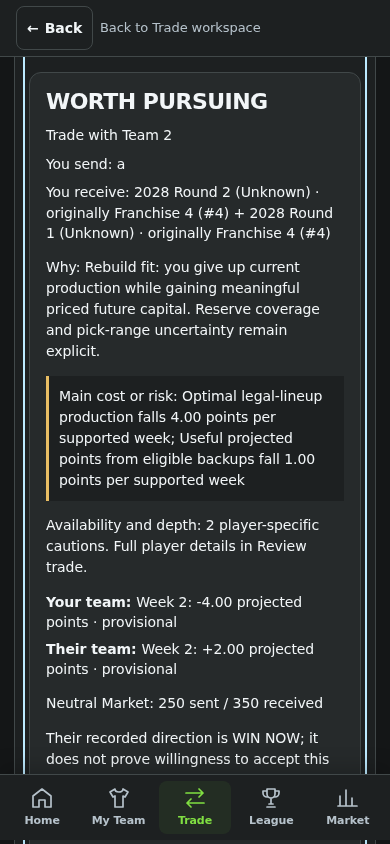 ← Back
Back to Trade workspace
WORTH PURSUING
Trade with Team 2
You send: a
You receive: 2028 Round 2 (Unknown) ·
originally Franchise 4 (#4) + 2028 Round
1 (Unknown) · originally Franchise 4 (#4)
Why: Rebuild fit: you give up current
production while gaining meaningful
priced future capital. Reserve coverage
and pick-range uncertainty remain
explicit.
Main cost or risk: Optimal legal-lineup
production falls 4.00 points per
supported week; Useful projected
points from eligible backups fall 1.00
points per supported week
Availability and depth: 2 player-specific
cautions. Full player details in Review
trade.
Your team: Week 2: -4.00 projected
points · provisional
Their team: Week 2: +2.00 projected
points · provisional
Neutral Market: 250 sent / 350 received
Their recorded direction is WIN NOW; it
does not prove willingness to accept this
Home
My Team
Trade
League
Market